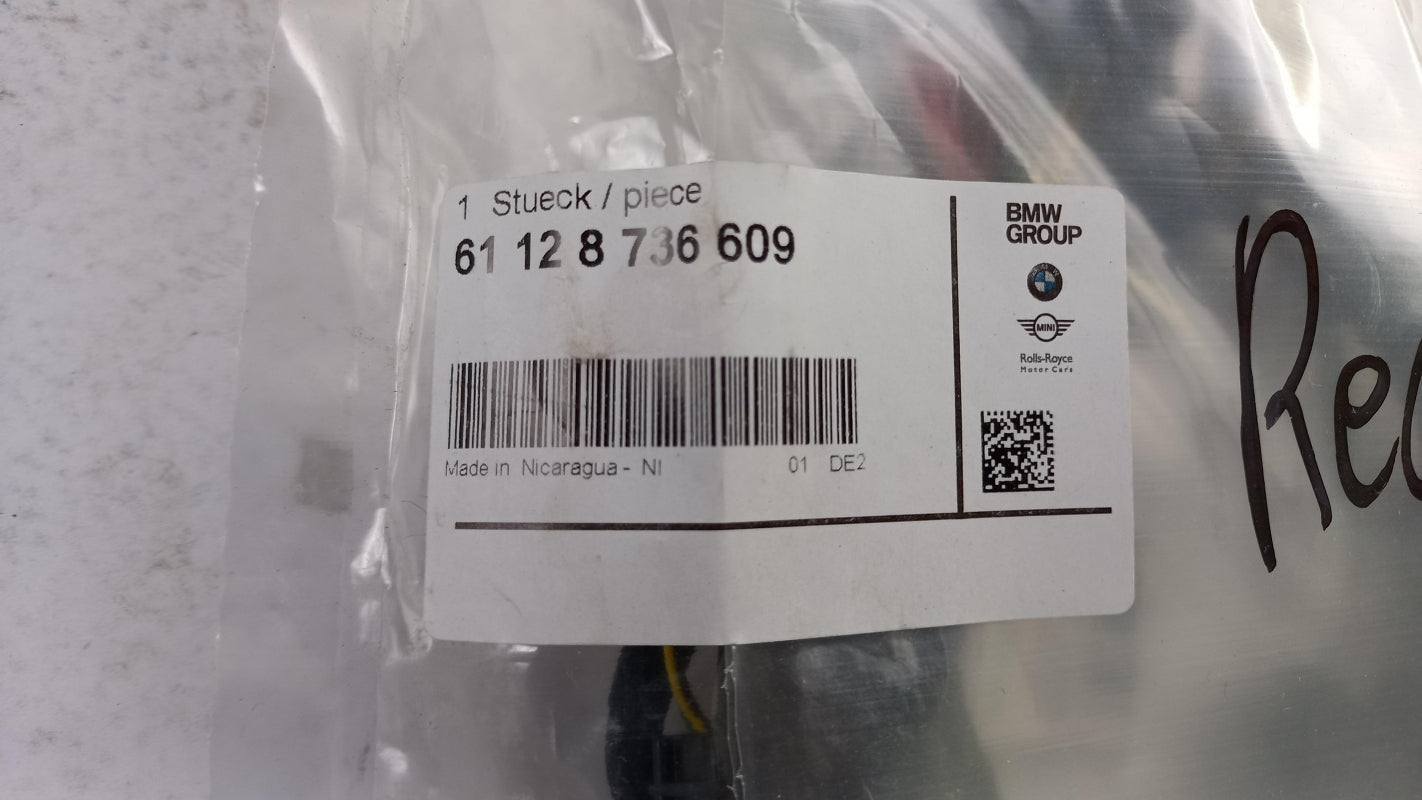 1 Stueck / piece
61 12 8 736 609
Made in Nicaragua - NI 01 DE2
BMW
GROUP
BMW
MINI
Rolls-Royce
Motor Cars